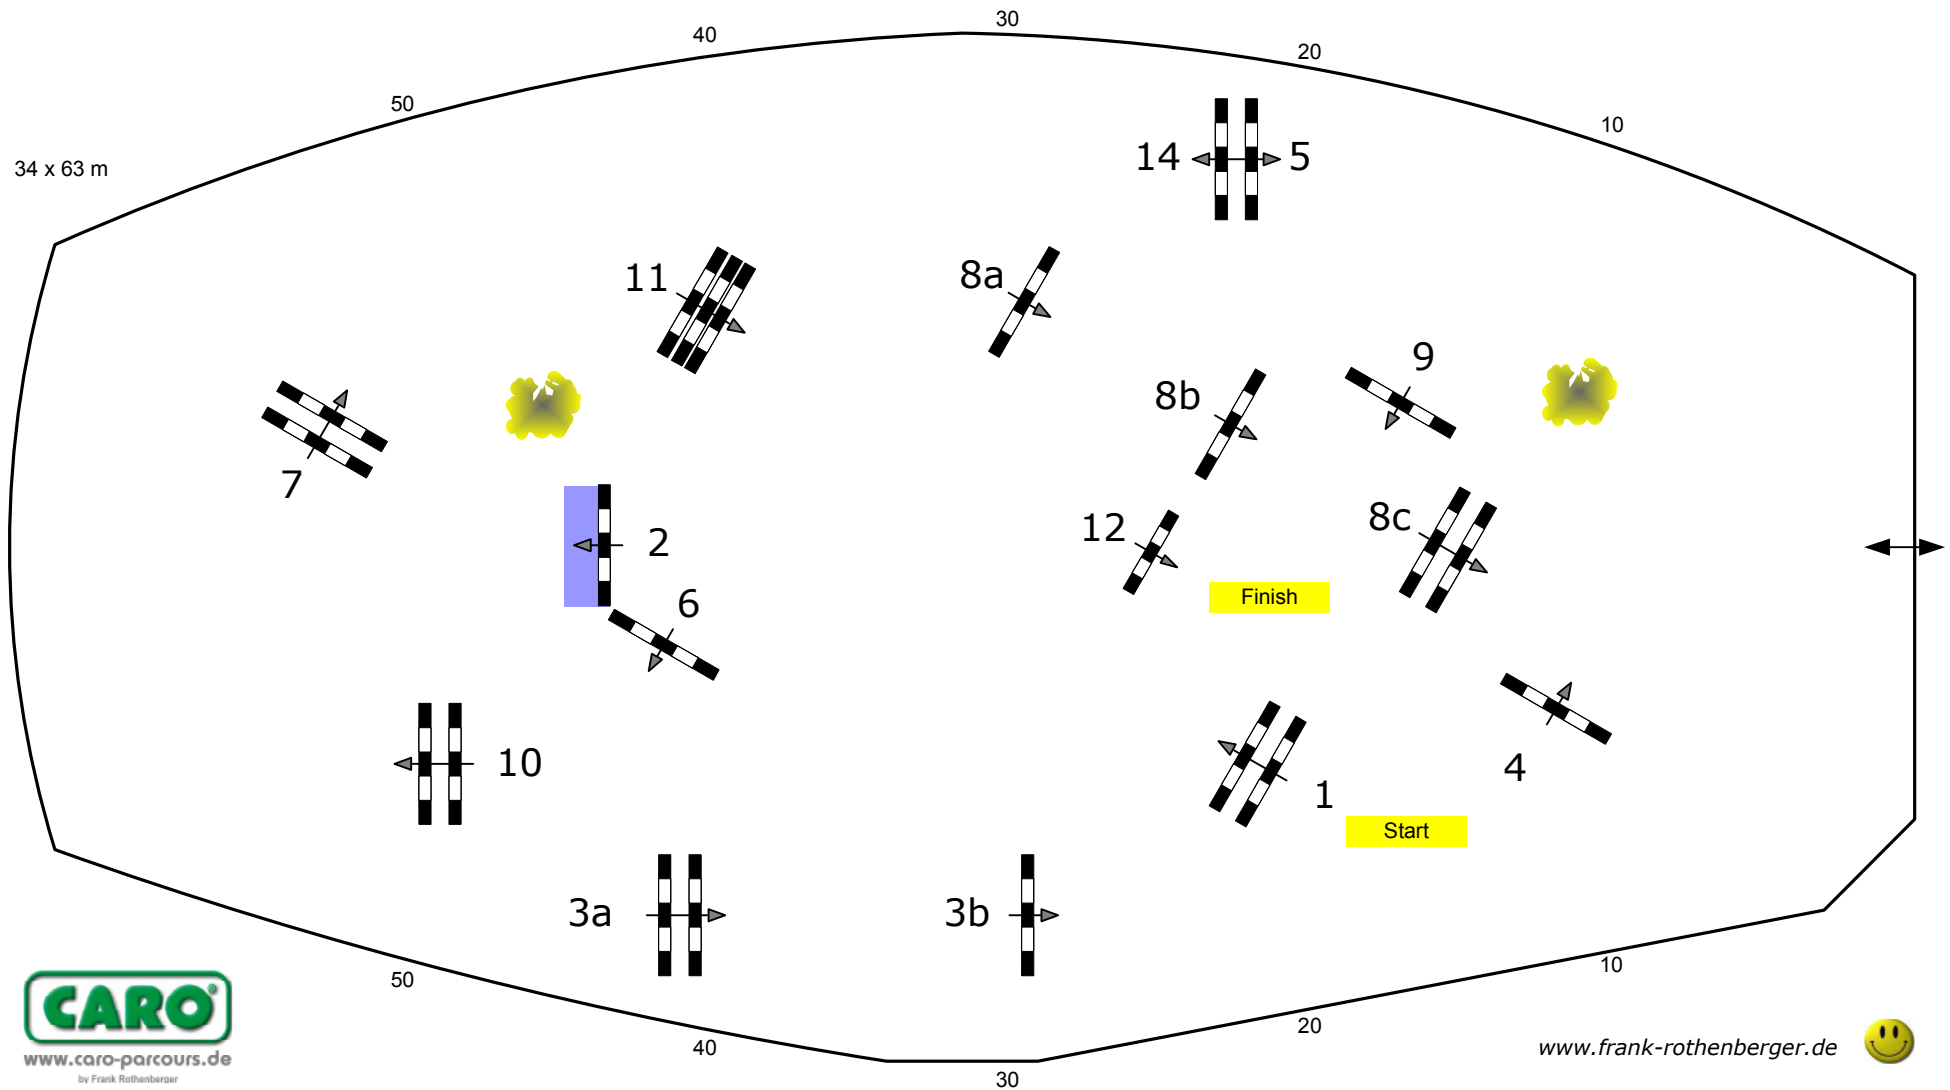 30
40
20
50
10
34 x 63 m
14
5
11
8a
9
8b
7
8c
12
2
Finish
6
4
10
1
Start
3a
3b
50
10
20
40
30
CARO®
www.caro-parcours.de
by Frank Rothenberger
www.frank-rothenberger.de